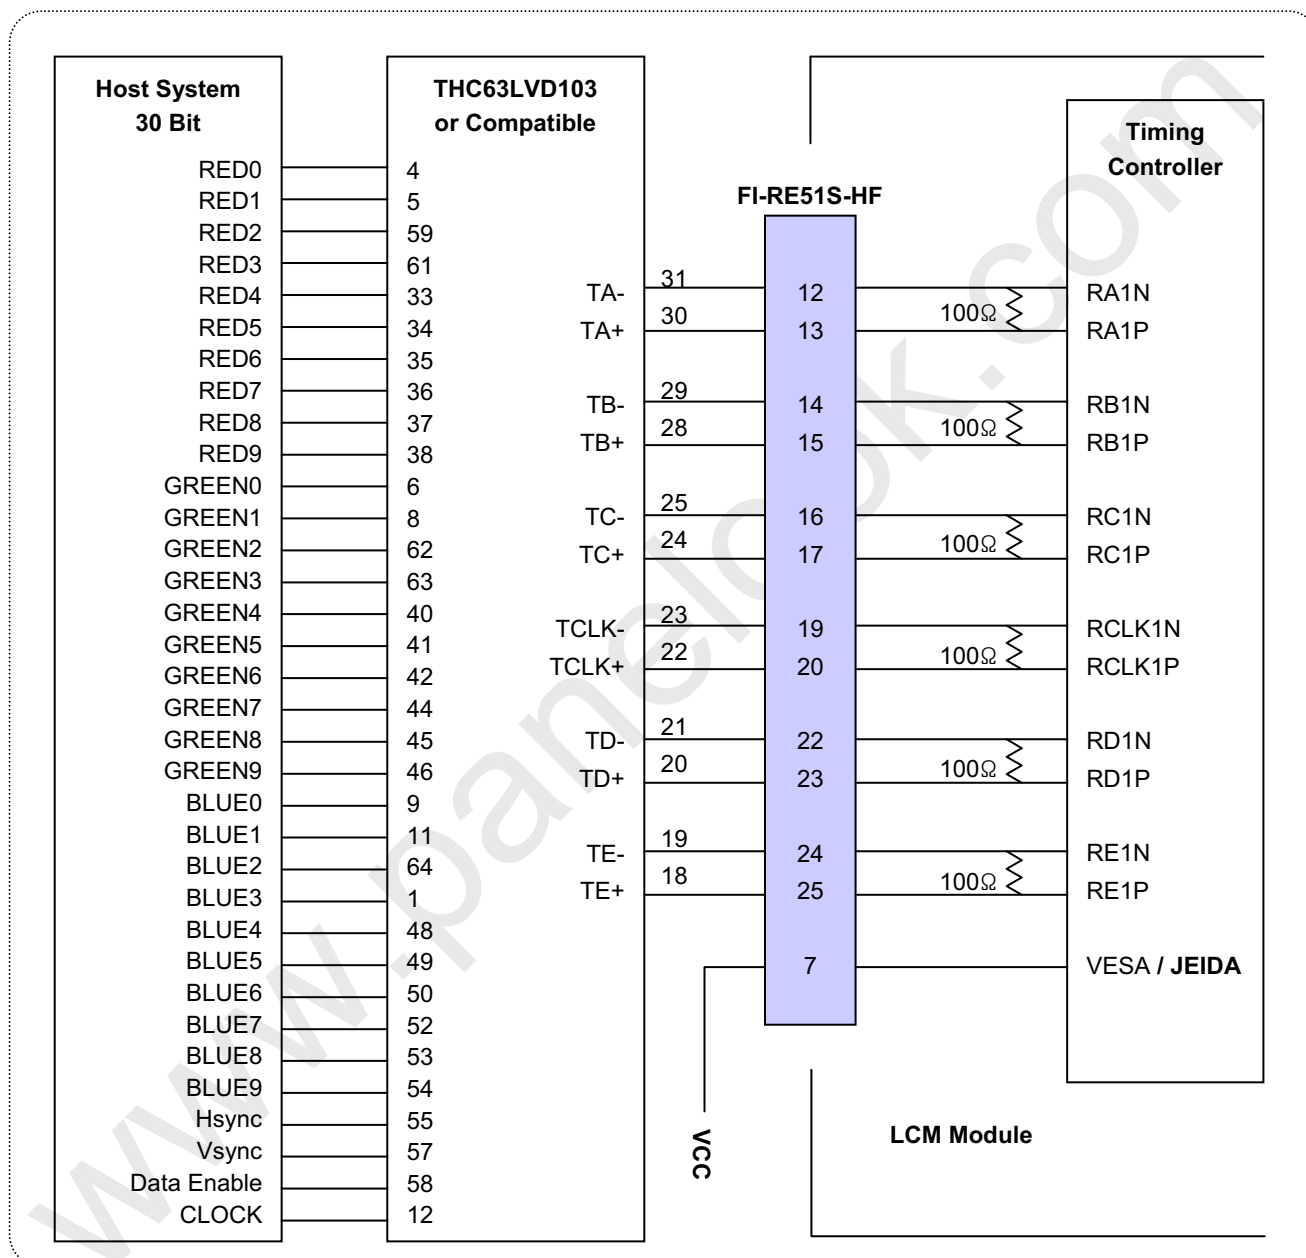 Host System
30 Bit
RED0
RED1
RED2
RED3
RED4
RED5
RED6
RED7
RED8
RED9
GREEN0
GREEN1
GREEN2
GREEN3
GREEN4
GREEN5
GREEN6
GREEN7
GREEN8
GREEN9
BLUE0
BLUE1
BLUE2
BLUE3
BLUE4
BLUE5
BLUE6
BLUE7
BLUE8
BLUE9
Hsync
Vsync
Data Enable
CLOCK
THC63LVD103
or Compatible
4
5
59
61
33
34
35
36
37
38
6
8
62
63
40
41
42
44
45
46
9
11
64
1
48
49
50
52
53
54
55
57
58
12
TA- 31
TA+ 30
TB- 29
TB+ 28
TC- 25
TC+ 24
TCLK- 23
TCLK+ 22
TD- 21
TD+ 20
TE- 19
TE+ 18
VCC
FI-RE51S-HF
12
13
14
15
16
17
19
20
22
23
24
25
7
100Ω
100Ω
100Ω
100Ω
100Ω
100Ω
Timing
Controller
RA1N
RA1P
RB1N
RB1P
RC1N
RC1P
RCLK1N
RCLK1P
RD1N
RD1P
RE1N
RE1P
VESA / JEIDA
LCM Module
www.panelook.com